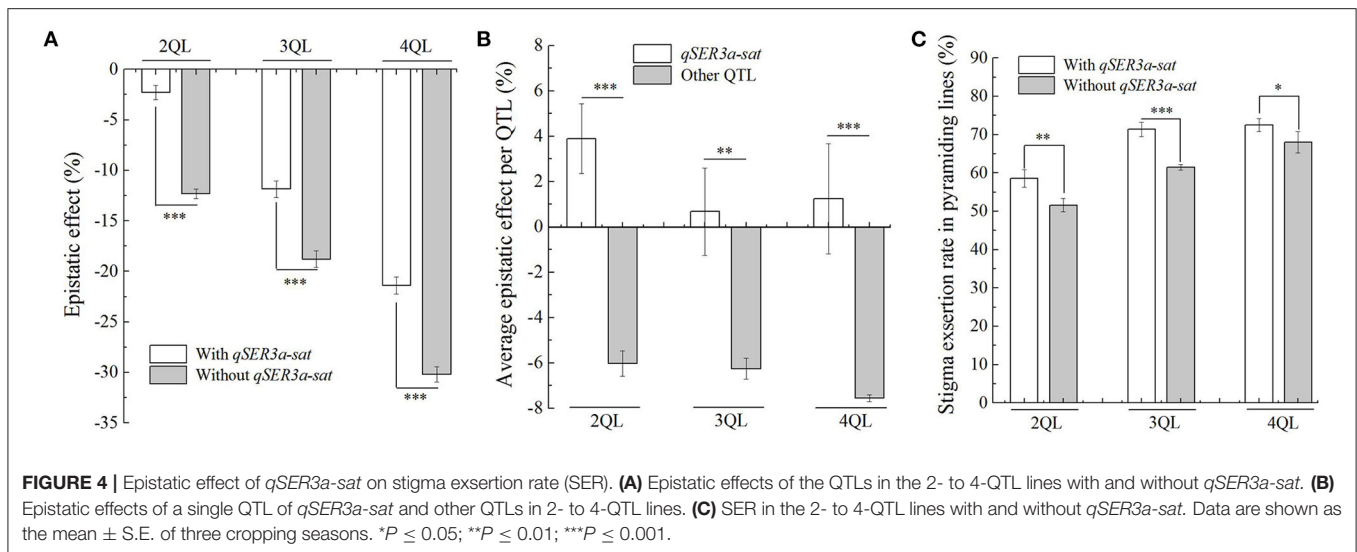 A
2QL 3QL 4QL
0
-5
-10
-15
-20
-25
-30
-35
Epistatic effect (%)
***
***
***
With qSER3a-sat
Without qSER3a-sat
B
8
6
4
2
0
-2
-4
-6
-8
Average epistatic effect per QTL (%)
qSER3a-sat
Other QTL
***
**
***
2QL 3QL 4QL
C
100
90
80
70
60
50
40
30
20
10
0
Stigma exsertion rate in pyramiding lines (%)
With qSER3a-sat
Without qSER3a-sat
**
***
*
2QL 3QL 4QL
FIGURE 4 | Epistatic effect of qSER3a-sat on stigma exsertion rate (SER). (A) Epistatic effects of the QTLs in the 2- to 4-QTL lines with and without qSER3a-sat. (B)
Epistatic effects of a single QTL of qSER3a-sat and other QTLs in 2- to 4-QTL lines. (C) SER in the 2- to 4-QTL lines with and without qSER3a-sat. Data are shown as
the mean ± S.E. of three cropping seasons. *P ≤ 0.05; **P ≤ 0.01; ***P ≤ 0.001.